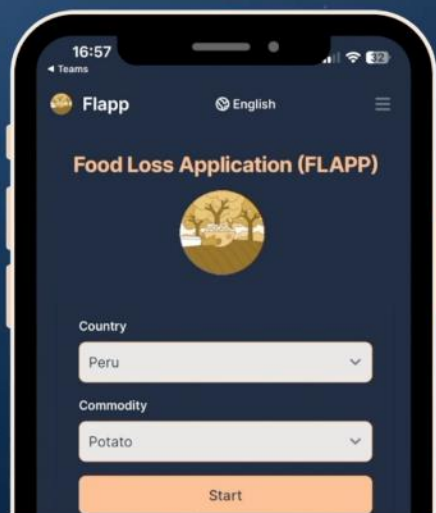 16:57
32
◀ Teams
Flapp
English
Food Loss Application (FLAPP)
Country
Peru
Commodity
Potato
Start